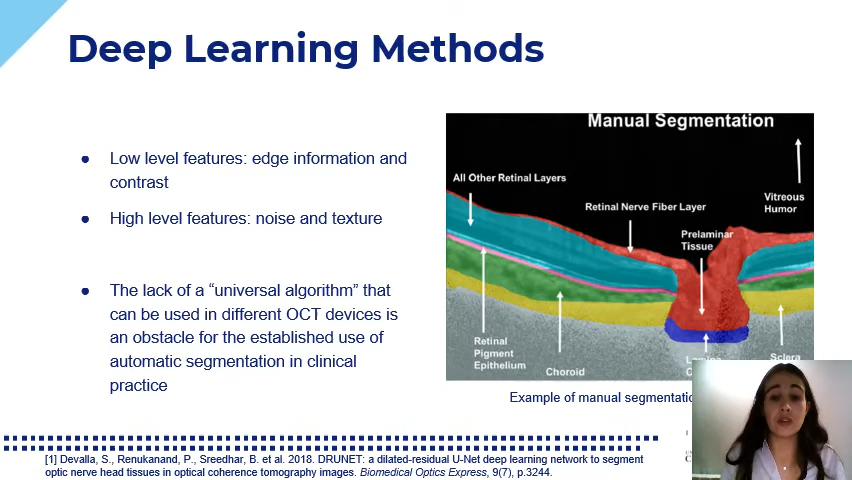 Deep Learning Methods
● Low level features: edge information and
contrast
● High level features: noise and texture
● The lack of a “universal algorithm” that
can be used in different OCT devices is
an obstacle for the established use of
automatic segmentation in clinical
practice
Manual Segmentation
All Other Retinal Layers
Retinal Nerve Fiber Layer
Vitreous
Humor
Prelaminar
Tissue
Retinal
Pigment
Epithelium
Choroid
Sclera
Example of manual
[1] Devalla, S., Renukanand, P., Sreedhar, B. et al. 2018. DRUNET: a dilated-residual U-Net deep learning network to segment
optic nerve head tissues in optical coherence tomography images. Biomedical Optics Express, 9(7), p.3244.